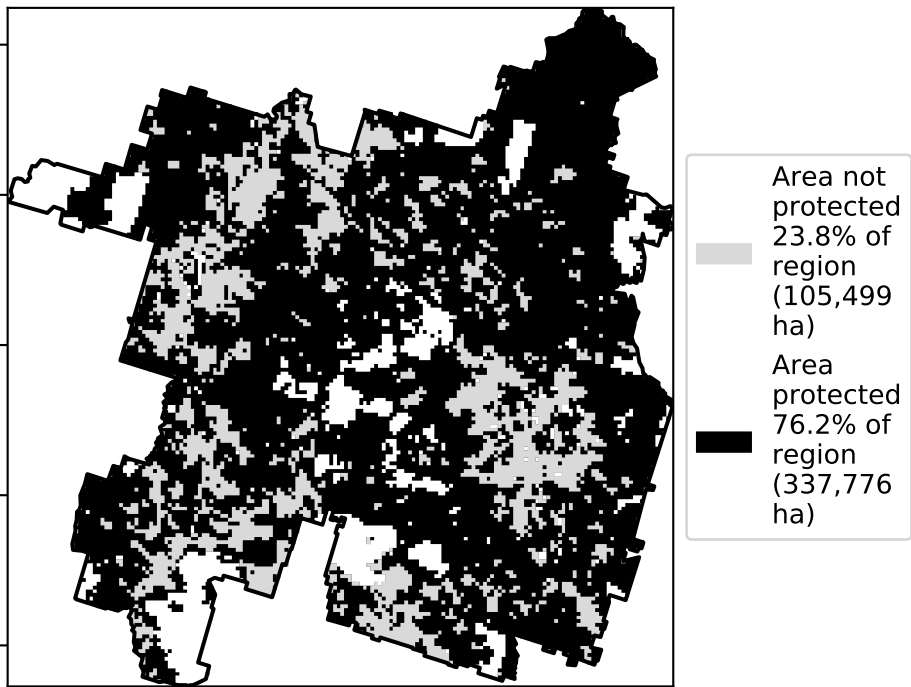 Area not
protected
23.8% of
region
(105,499
ha)
Area
protected
76.2% of
region
(337,776
ha)